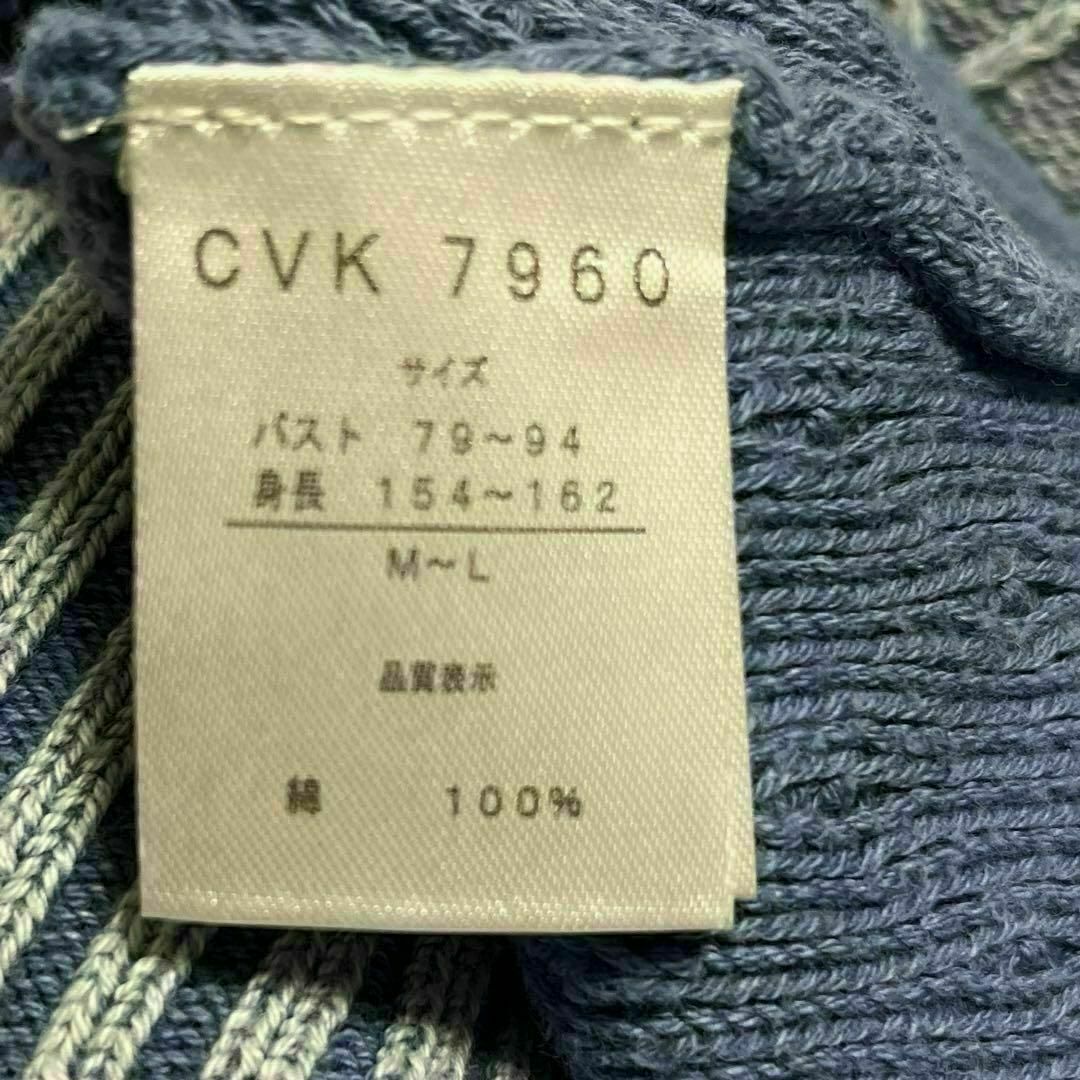 CVK 7960
サイズ
バスト 79～94
身長 154～162
M～L
品質表示
綿 100%